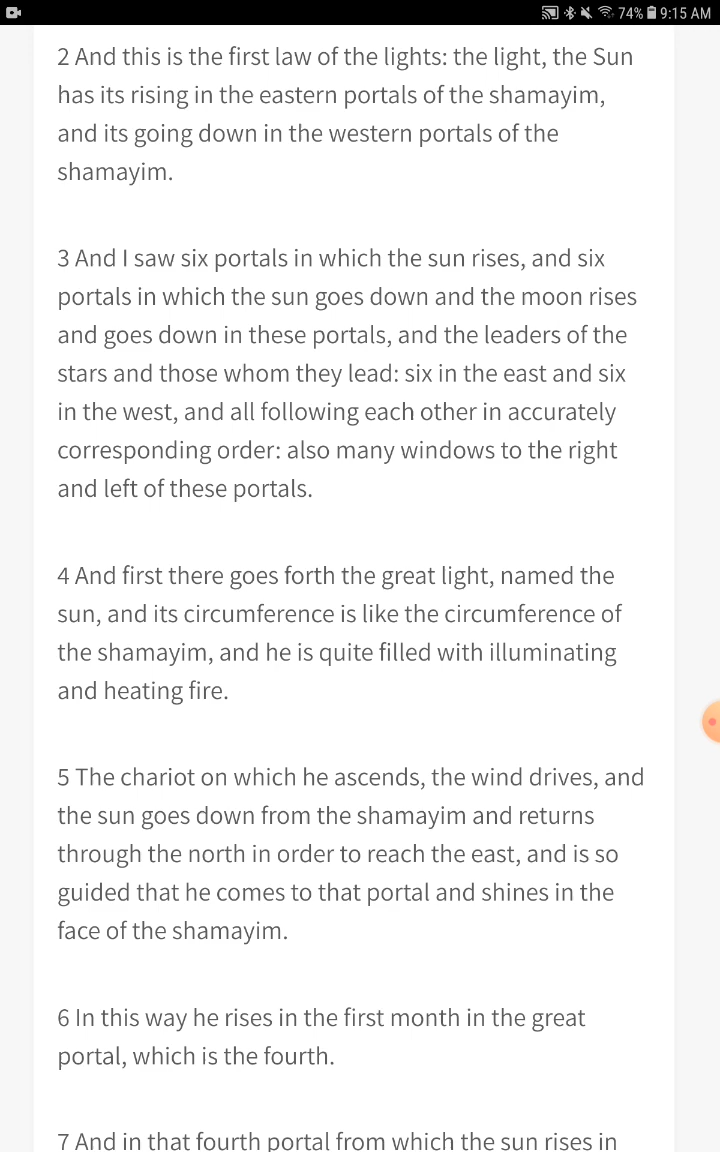 74% 9:15 AM
2 And this is the first law of the lights: the light, the Sun
has its rising in the eastern portals of the shamayim,
and its going down in the western portals of the
shamayim.
3 And I saw six portals in which the sun rises, and six
portals in which the sun goes down and the moon rises
and goes down in these portals, and the leaders of the
stars and those whom they lead: six in the east and six
in the west, and all following each other in accurately
corresponding order: also many windows to the right
and left of these portals.
4 And first there goes forth the great light, named the
sun, and its circumference is like the circumference of
the shamayim, and he is quite filled with illuminating
and heating fire.
5 The chariot on which he ascends, the wind drives, and
the sun goes down from the shamayim and returns
through the north in order to reach the east, and is so
guided that he comes to that portal and shines in the
face of the shamayim.
6 In this way he rises in the first month in the great
portal, which is the fourth.
7 And in that fourth portal from which the sun rises in